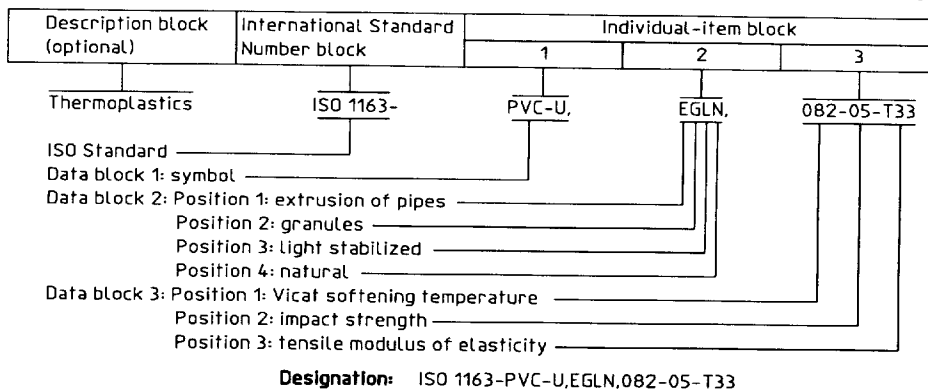 Description block International Standard Individual-item block
(optional) Number block 1 2 3
Thermoplastics ISO 1163- PVC-U, EGLN, 082-05-T33
ISO Standard
Data block 1: symbol
Data block 2: Position 1: extrusion of pipes
Position 2: granules
Position 3: light stabilized
Position 4: natural
Data block 3: Position 1: Vicat softening temperature
Position 2: impact strength
Position 3: tensile modulus of elasticity
Designation: ISO 1163-PVC-U,EGLN,082-05-T33